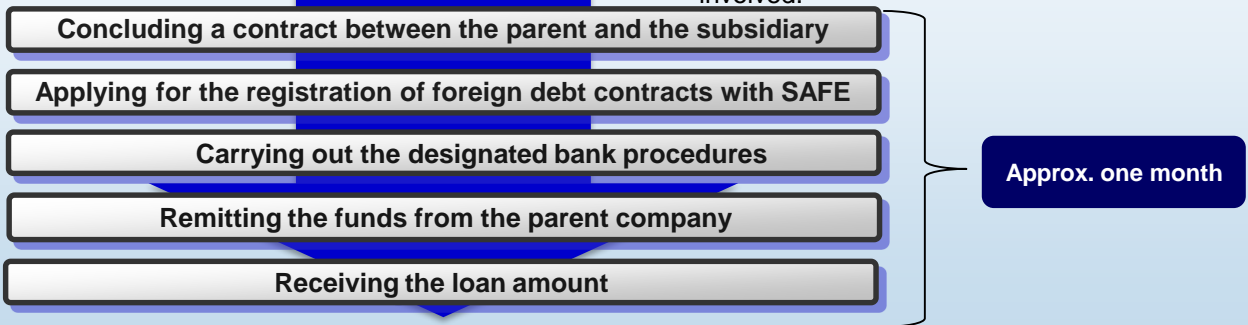 involved.
Concluding a contract between the parent and the subsidiary
Applying for the registration of foreign debt contracts with SAFE
Carrying out the designated bank procedures
Approx. one month
Remitting the funds from the parent company
Receiving the loan amount